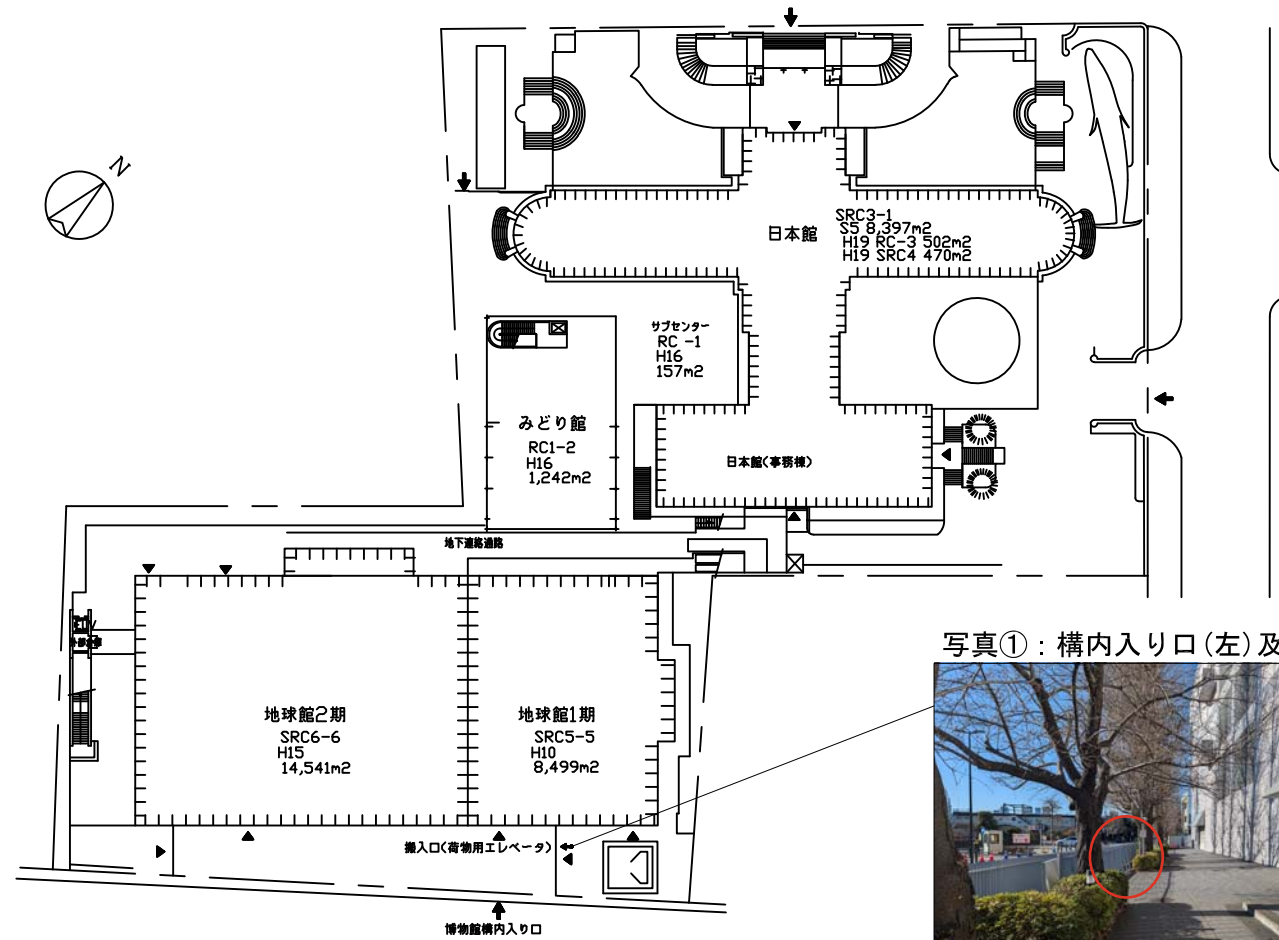 N
日本館
SRC3-1
S5 8,397m2
H19 RC-3 502m2
H19 SRC4 470m2
サブセンター
RC -1
H16
157m2
みどり館
RC1-2
H16
1,242m2
日本館(事務棟)
地下連絡通路
写真①：構内入り口(左)及
地球館2期
SRC6-6
H15
14,541m2
地球館1期
SRC5-5
H10
8,499m2
搬入口(荷物用エレベータ)
博物館構内入り口